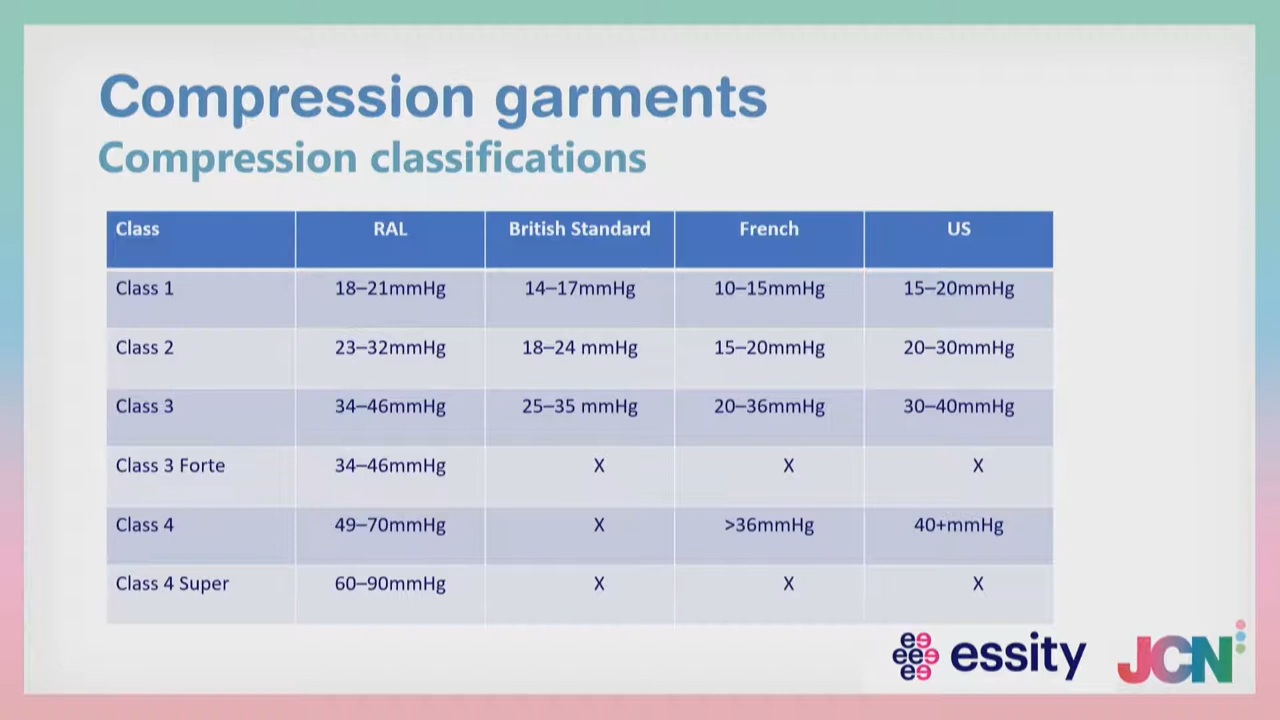 Compression garments
Compression classifications
Class RAL British Standard French US
Class 1 18–21mmHg 14–17mmHg 10–15mmHg 15–20mmHg
Class 2 23–32mmHg 18–24 mmHg 15–20mmHg 20–30mmHg
Class 3 34–46mmHg 25–35 mmHg 20–36mmHg 30–40mmHg
Class 3 Forte 34–46mmHg X X X
Class 4 49–70mmHg X >36mmHg 40+mmHg
Class 4 Super 60–90mmHg X X X
essity JCN